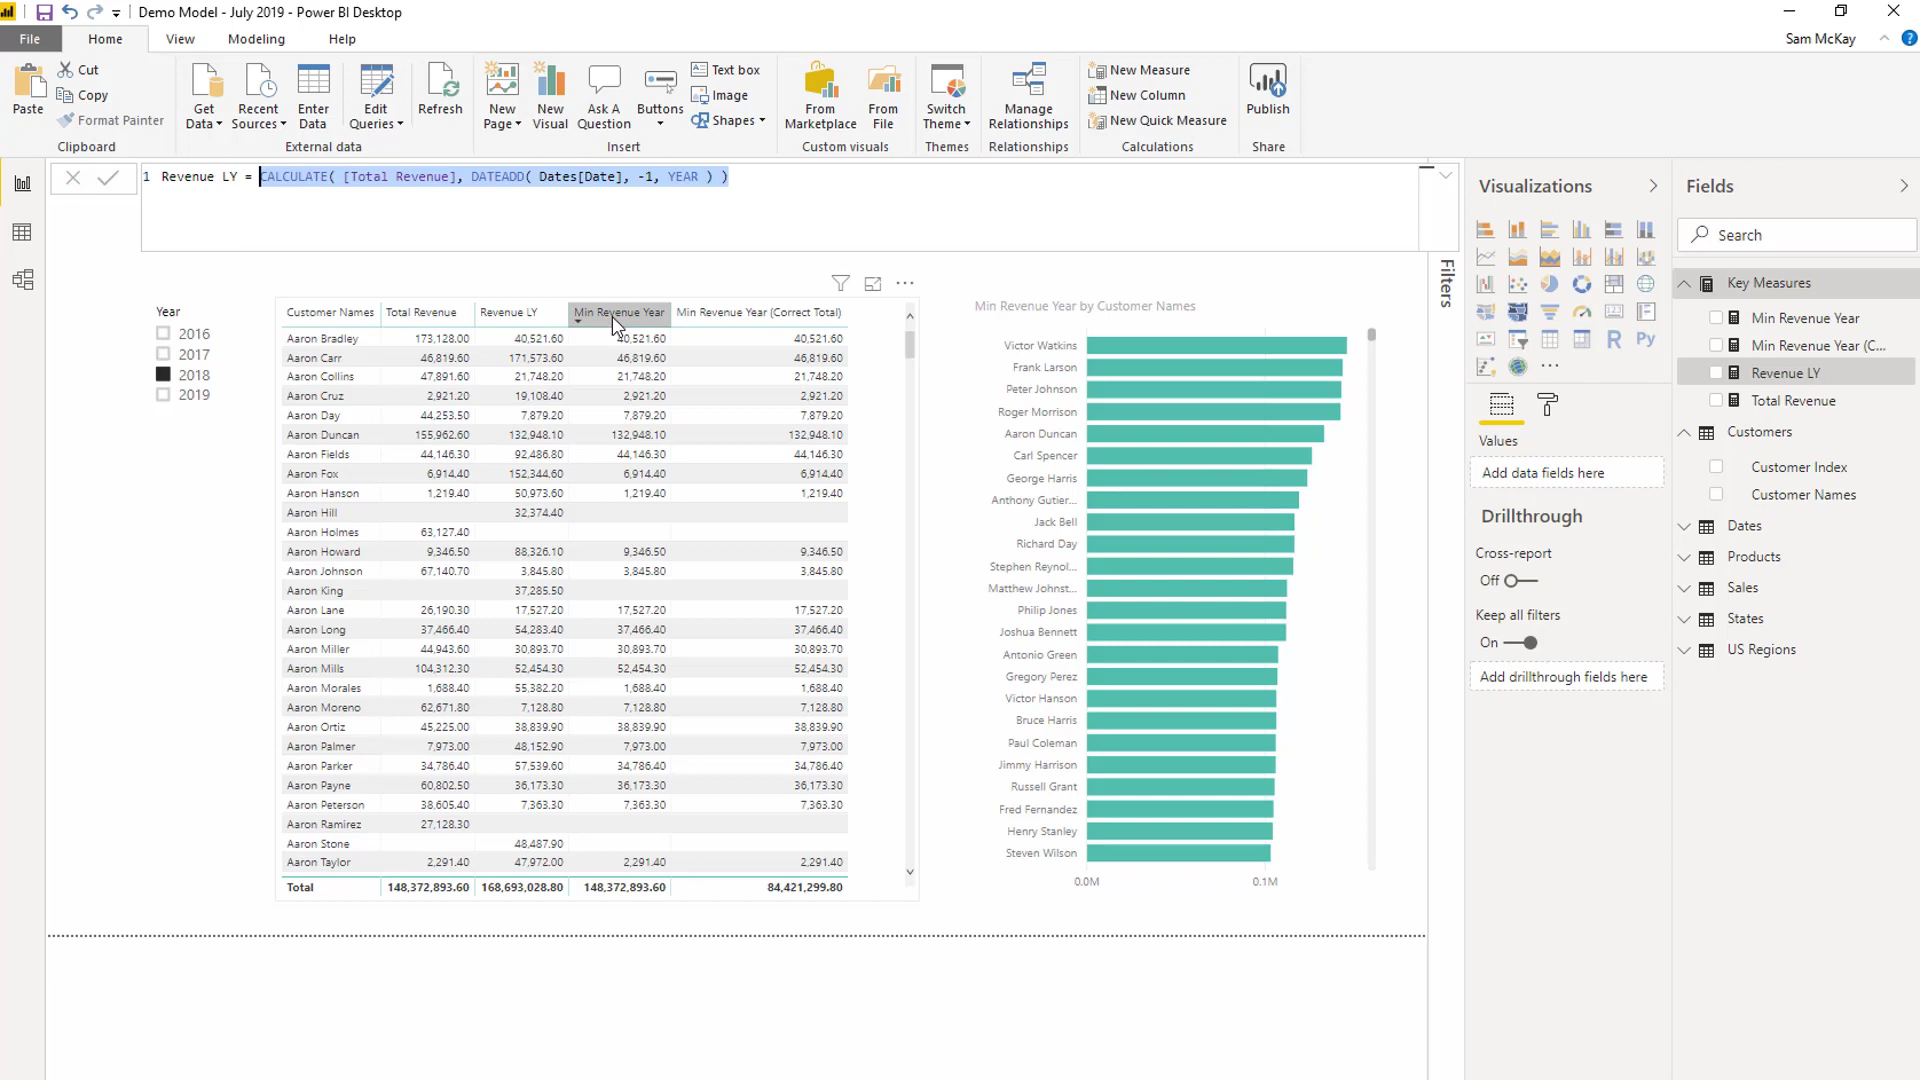 Demo Model - July 2019 - Power BI Desktop
File Home View Modeling Help
Sam McKay
Paste
Cut
Copy
Format Painter
Clipboard
Get Data
Recent Sources
Enter Data
Edit Queries
Refresh
External data
New Page
New Visual
Ask A Question
Buttons
Text box
Image
Shapes
Insert
From Marketplace
From File
Custom visuals
Switch Theme
Themes
Manage Relationships
Relationships
New Measure
New Column
New Quick Measure
Calculations
Publish
Share
1 Revenue LY = CALCULATE( [Total Revenue], DATEADD( Dates[Date], -1, YEAR ) )
Year
2016
2017
2018
2019
Customer Names Total Revenue Revenue LY Min Revenue Year Min Revenue Year (Correct Total)
Aaron Bradley 173,128.00 40,521.60 40,521.60 40,521.60
Aaron Carr 46,819.60 171,573.60 46,819.60 46,819.60
Aaron Collins 47,891.60 21,748.20 21,748.20 21,748.20
Aaron Cruz 2,921.20 19,108.40 2,921.20 2,921.20
Aaron Day 44,253.50 7,879.20 7,879.20 7,879.20
Aaron Duncan 155,962.60 132,948.10 132,948.10 132,948.10
Aaron Fields 44,146.30 92,486.80 44,146.30 44,146.30
Aaron Fox 6,914.40 152,344.60 6,914.40 6,914.40
Aaron Hanson 1,219.40 50,973.60 1,219.40 1,219.40
Aaron Hill 32,374.40
Aaron Holmes 63,127.40
Aaron Howard 9,346.50 88,326.10 9,346.50 9,346.50
Aaron Johnson 67,140.70 3,845.80 3,845.80 3,845.80
Aaron King 37,285.50
Aaron Lane 26,190.30 17,527.20 17,527.20 17,527.20
Aaron Long 37,466.40 54,283.40 37,466.40 37,466.40
Aaron Miller 44,943.60 30,893.70 30,893.70 30,893.70
Aaron Mills 104,312.30 52,454.30 52,454.30 52,454.30
Aaron Morales 1,688.40 55,382.20 1,688.40 1,688.40
Aaron Moreno 62,671.80 7,128.80 7,128.80 7,128.80
Aaron Ortiz 45,225.00 38,839.90 38,839.90 38,839.90
Aaron Palmer 7,973.00 48,152.90 7,973.00 7,973.00
Aaron Parker 34,786.40 57,539.60 34,786.40 34,786.40
Aaron Payne 60,802.50 36,173.30 36,173.30 36,173.30
Aaron Peterson 38,605.40 7,363.30 7,363.30 7,363.30
Aaron Ramirez 27,128.30
Aaron Stone 48,487.90
Aaron Taylor 2,291.40 47,972.00 2,291.40 2,291.40
Total 148,372,893.60 168,693,028.80 148,372,893.60 84,421,299.80
Min Revenue Year by Customer Names
Victor Watkins
Frank Larson
Peter Johnson
Roger Morrison
Aaron Duncan
Carl Spencer
George Harris
Anthony Gutier...
Jack Bell
Richard Day
Stephen Reynol...
Matthew Johnst...
Philip Jones
Joshua Bennett
Antonio Green
Gregory Perez
Victor Hanson
Bruce Harris
Paul Coleman
Jimmy Harrison
Russell Grant
Fred Fernandez
Henry Stanley
Steven Wilson
0.0M 0.1M
Filters
Visualizations
R Py
Values
Add data fields here
Drillthrough
Cross-report
Off
Keep all filters
On
Add drillthrough fields here
Fields
Search
Key Measures
Min Revenue Year
Min Revenue Year (C...
Revenue LY
Total Revenue
Customers
Customer Index
Customer Names
Dates
Products
Sales
States
US Regions